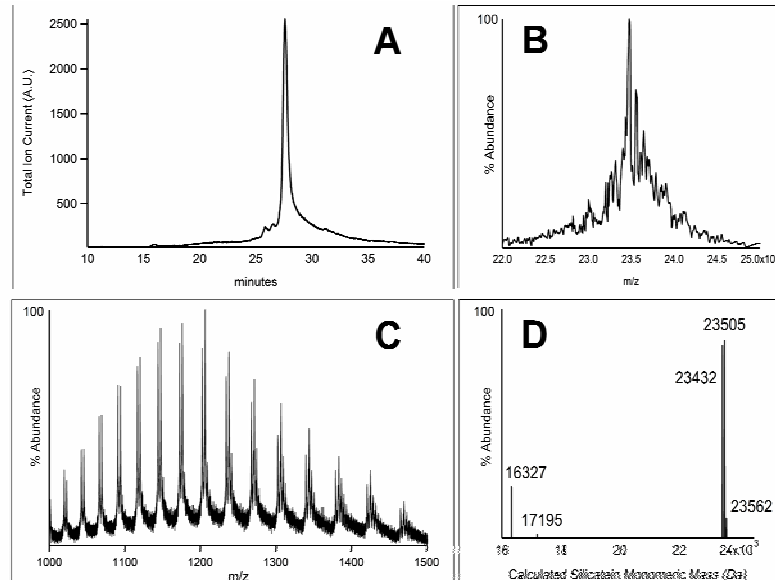 A
Total Ion Current (A.U.)
2500
2000
1500
1000
500
10 15 20 25 30 35 40
minutes
B
100
% Abundance
22.0 22.5 23.0 23.5 24.0 24.5 25.0x10
m/z
C
100
% Abundance
1000 1100 1200 1300 1400 1500
m/z
D
100
% Abundance
23505
23432
16327
17195
23562
16 18 20 22 24x10³
Calculated Silicatein Monomeric Mass (Da)